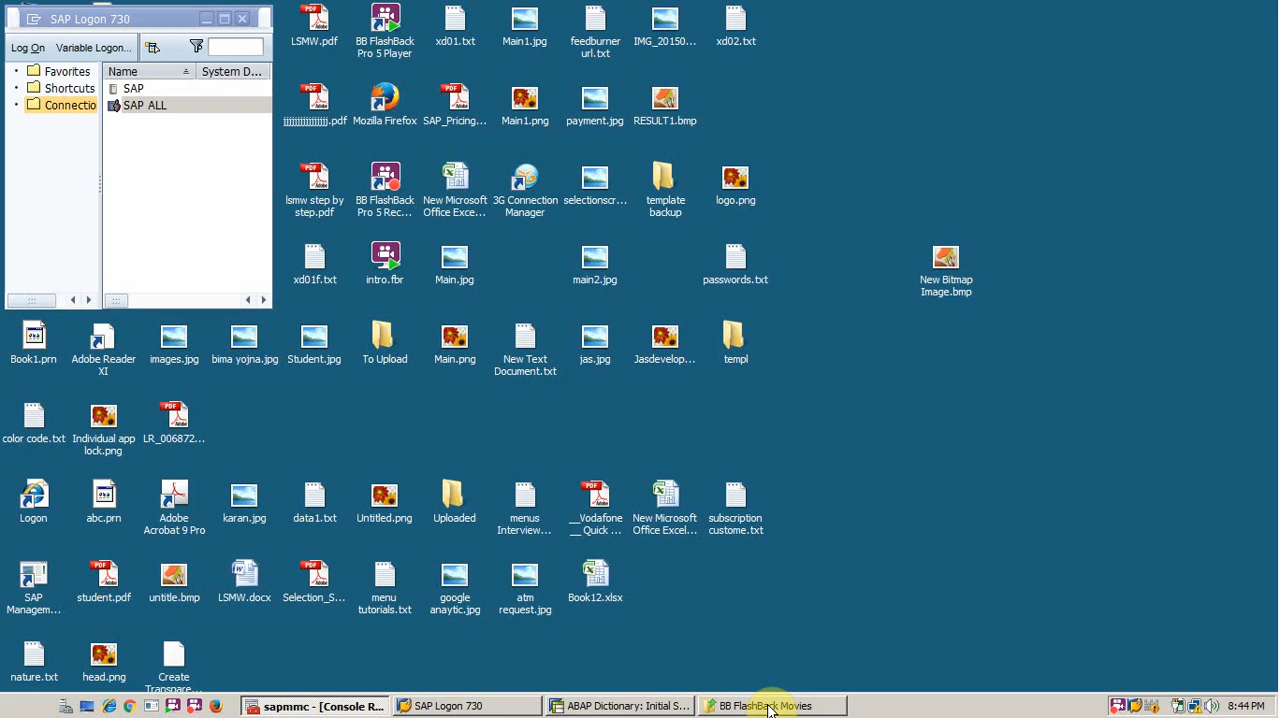 SAP Logon 730
Log On Variable Logon...
Favorites
Shortcuts
Connectio
Name System D...
SAP
SAP ALL
LSMW.pdf
BB FlashBack
Pro 5 Player
xd01.txt
Main1.jpg
feedburner
url.txt
IMG_20150...
xd02.txt
Mozilla Firefox
SAP_Pricing...
Main1.png
payment.jpg
RESULT1.bmp
lsmw step by
step.pdf
BB FlashBack
Pro 5 Rec...
New Microsoft
Office Exce...
3G Connection
Manager
selectionscr...
template
backup
logo.png
xd01f.txt
intro.fbr
Main.jpg
main2.jpg
passwords.txt
New Bitmap
Image.bmp
Book1.prn
Adobe Reader
XI
images.jpg
bima yojna.jpg
Student.jpg
To Upload
Main.png
New Text
Document.txt
jas.jpg
Jasdevelop...
templ
color code.txt
Individual app
lock.png
LR_006872...
Logon
abc.prn
Adobe
Acrobat 9 Pro
karan.jpg
data1.txt
Untitled.png
Uploaded
menus
Interview...
__Vodafone
__ Quick ...
New Microsoft
Office Excel...
subscription
custome.txt
SAP
Managem...
student.pdf
untitle.bmp
LSMW.docx
Selection_S...
menu
tutorials.txt
google
anaytic.jpg
atm
request.jpg
Book12.xlsx
nature.txt
head.png
Create
Transpare...
sapmmc - [Console R...
SAP Logon 730
ABAP Dictionary: Initial S...
BB FlashBack Movies
8:44 PM